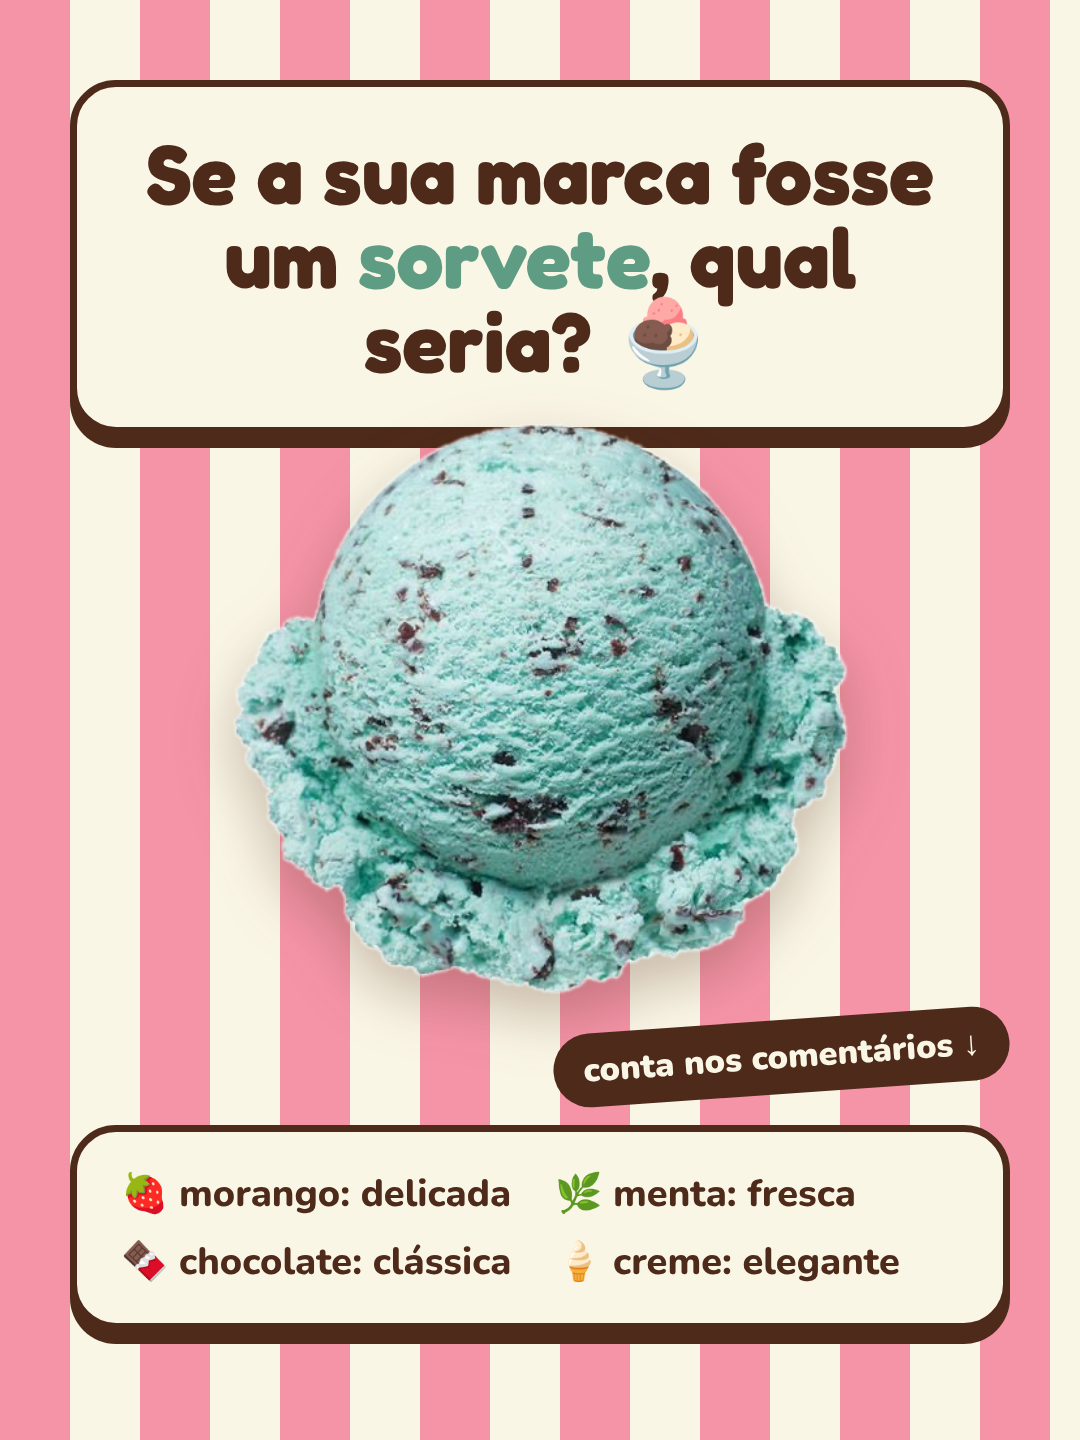 Se a sua marca fosse
um sorvete, qual
seria? 🍨
conta nos comentários ↓
🍓 morango: delicada
🌿 menta: fresca
🍫 chocolate: clássica
🍦 creme: elegante